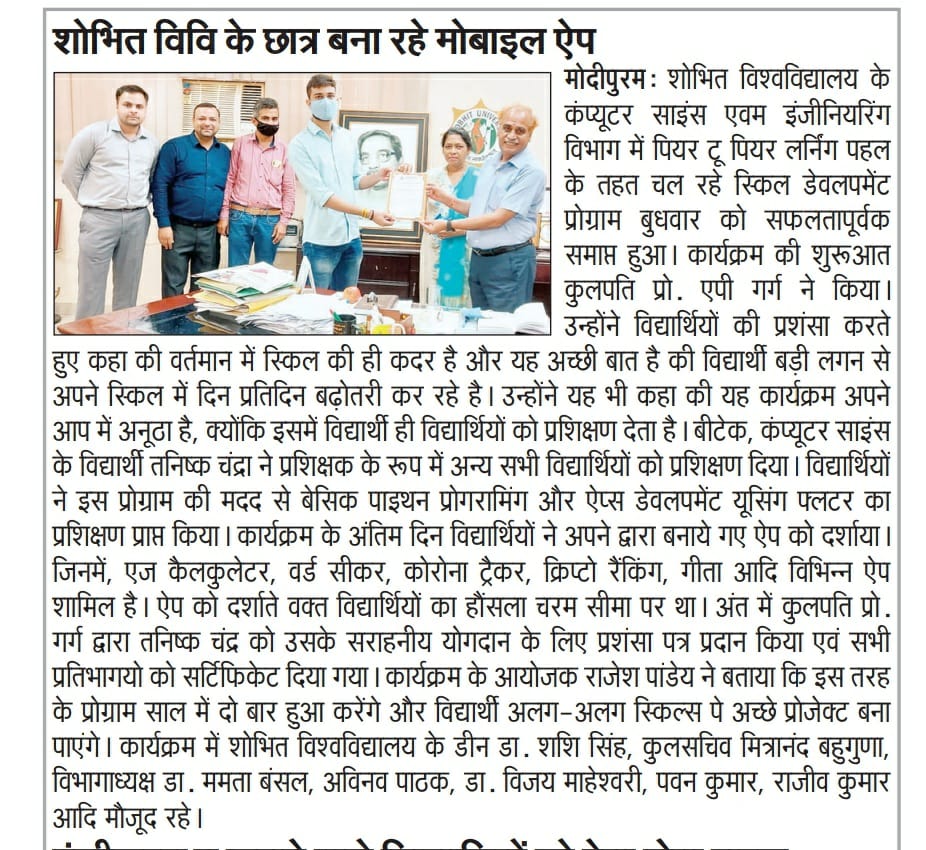 शोभित विवि के छात्र बना रहे मोबाइल ऐप
मोदीपुरम: शोभित विश्वविद्यालय के
कंप्यूटर साइंस एवम इंजीनियरिंग
विभाग में पियर टू पियर लर्निंग पहल
के तहत चल रहे स्किल डेवलपमेंट
प्रोग्राम बुधवार को सफलतापूर्वक
समाप्त हुआ। कार्यक्रम की शुरूआत
कुलपति प्रो. एपी गर्ग ने किया।
उन्होंने विद्यार्थियों की प्रशंसा करते
हुए कहा की वर्तमान में स्किल की ही कदर है और यह अच्छी बात है की विद्यार्थी बड़ी लगन से
अपने स्किल में दिन प्रतिदिन बढ़ोतरी कर रहे है। उन्होंने यह भी कहा की यह कार्यक्रम अपने
आप में अनूठा है, क्योंकि इसमें विद्यार्थी ही विद्यार्थियों को प्रशिक्षण देता है। बीटेक, कंप्यूटर साइंस
के विद्यार्थी तनिष्क चंद्रा ने प्रशिक्षक के रूप में अन्य सभी विद्यार्थियों को प्रशिक्षण दिया। विद्यार्थियों
ने इस प्रोग्राम की मदद से बेसिक पाइथन प्रोगरामिंग और ऐप्स डेवलपमेंट यूसिंग फ्लटर का
प्रशिक्षण प्राप्त किया। कार्यक्रम के अंतिम दिन विद्यार्थियों ने अपने द्वारा बनाये गए ऐप को दर्शाया।
जिनमें, एज कैलकुलेटर, वर्ड सीकर, कोरोना ट्रैकर, क्रिप्टो रैंकिंग, गीता आदि विभिन्न ऐप
शामिल है। ऐप को दर्शाते वक्त विद्यार्थियों का हौंसला चरम सीमा पर था। अंत में कुलपति प्रो.
गर्ग द्वारा तनिष्क चंद्र को उसके सराहनीय योगदान के लिए प्रशंसा पत्र प्रदान किया एवं सभी
प्रतिभागयो को सर्टिफिकेट दिया गया। कार्यक्रम के आयोजक राजेश पांडेय ने बताया कि इस तरह
के प्रोग्राम साल में दो बार हुआ करेंगे और विद्यार्थी अलग-अलग स्किल्स पे अच्छे प्रोजेक्ट बना
पाएंगे। कार्यक्रम में शोभित विश्वविद्यालय के डीन डा. शशि सिंह, कुलसचिव मित्रानंद बहुगुणा,
विभागाध्यक्ष डा. ममता बंसल, अविनव पाठक, डा. विजय माहेश्वरी, पवन कुमार, राजीव कुमार
आदि मौजूद रहे।